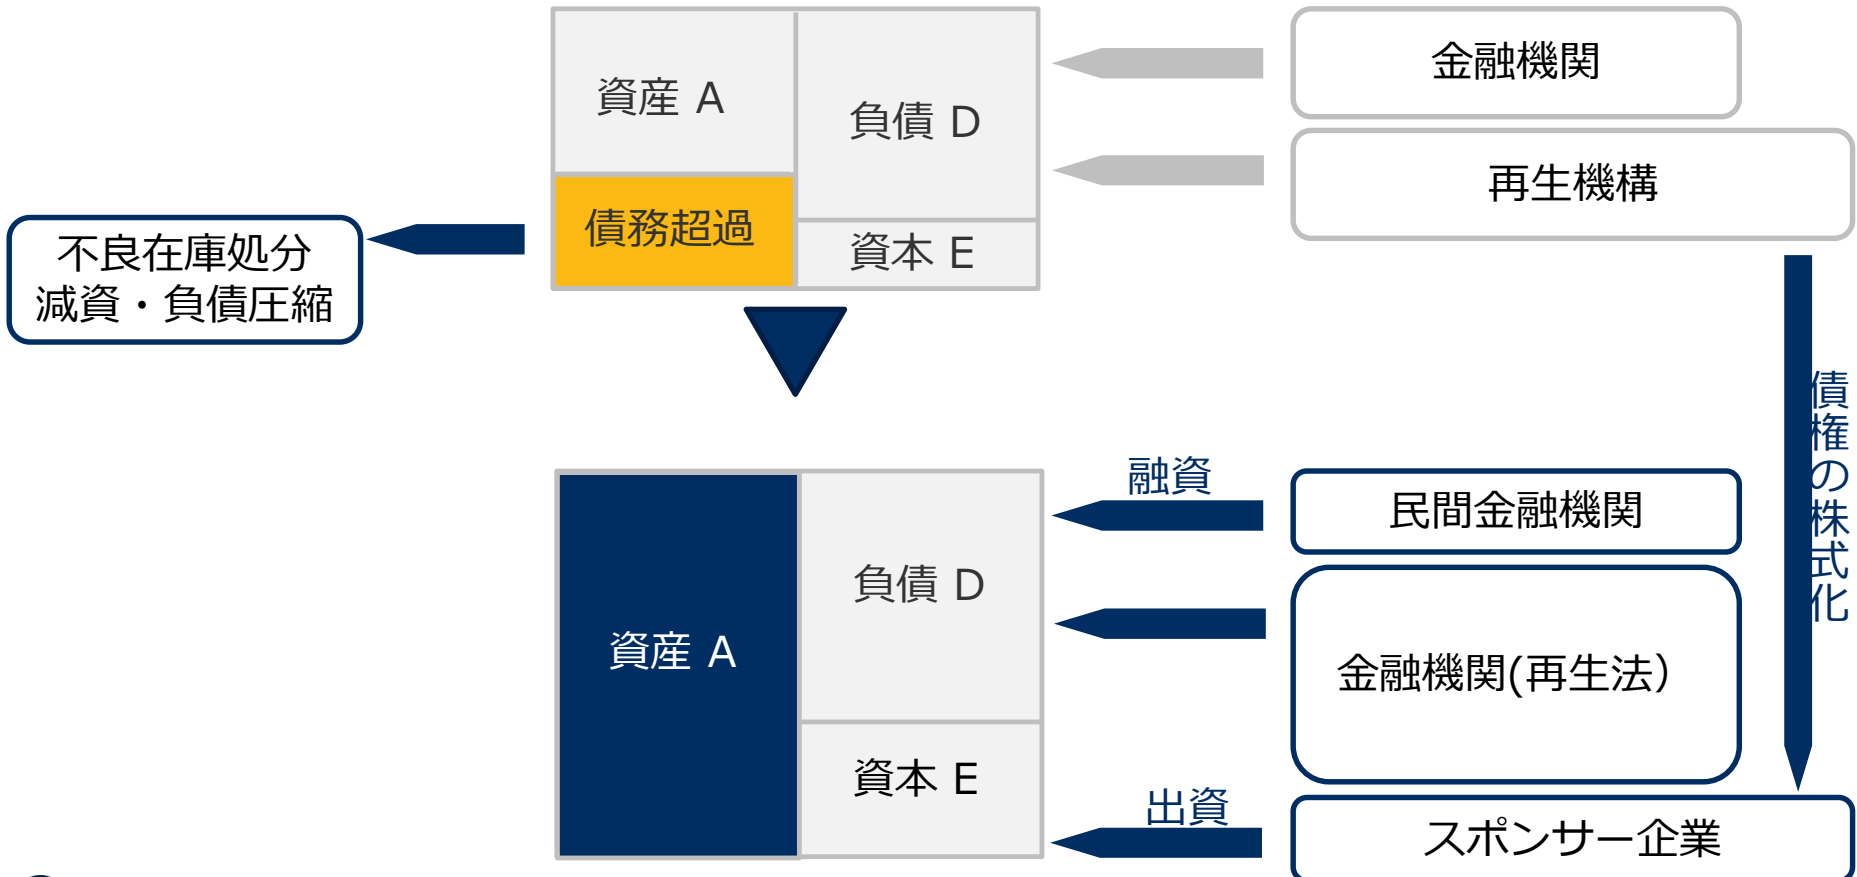 資産 A
負債 D
債務超過
資本 E
金融機関
再生機構
不良在庫処分
減資・負債圧縮
債権の株式化
融資
民間金融機関
資産 A
負債 D
金融機関(再生法）
資本 E
出資
スポンサー企業